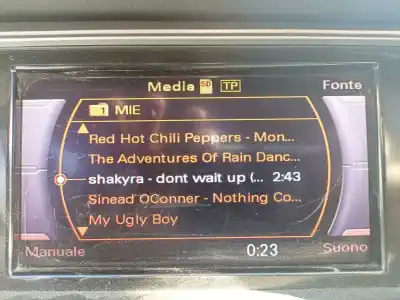 Media SD TP Fonte
1 MIE
Red Hot Chili Peppers - Mon...
The Adventures Of Rain Danc...
shakyra - dont wait up (... 2:43
Sinead OConner - Nothing Co...
My Ugly Boy
Manuale 0:23 Suono